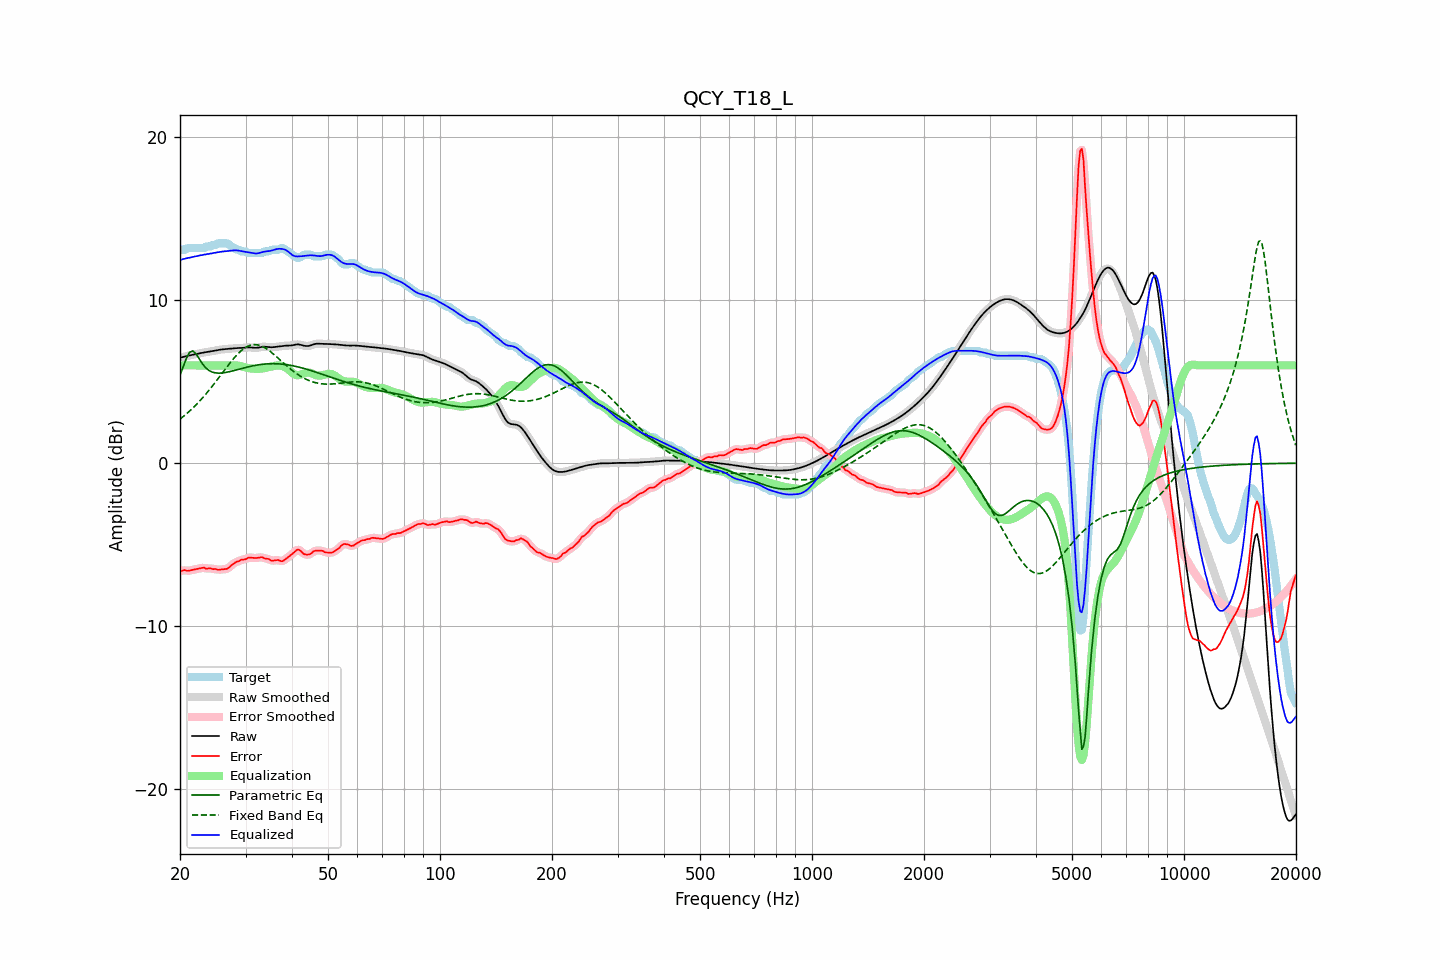 QCY_T18_L
Amplitude (dBr)
20
10
0
−10
−20
Target
Raw Smoothed
Error Smoothed
Raw
Error
Equalization
Parametric Eq
Fixed Band Eq
Equalized
20 50 100 200 500 1000 2000 5000 10000 20000
Frequency (Hz)